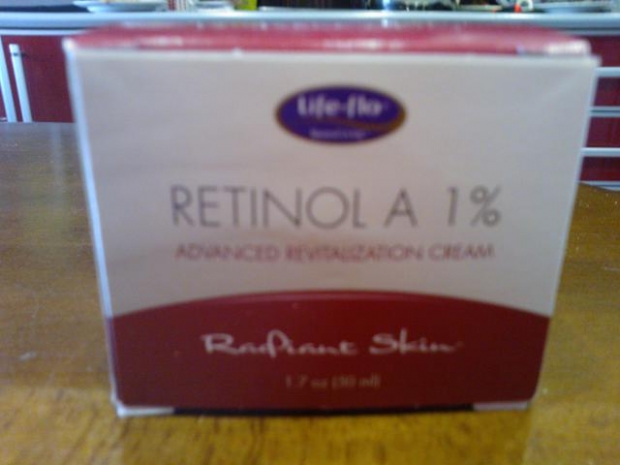 Life-flo
RETINOL A 1%
ADVANCED REVITALIZATION CREAM
Radiant Skin
1.7 oz (50 ml)